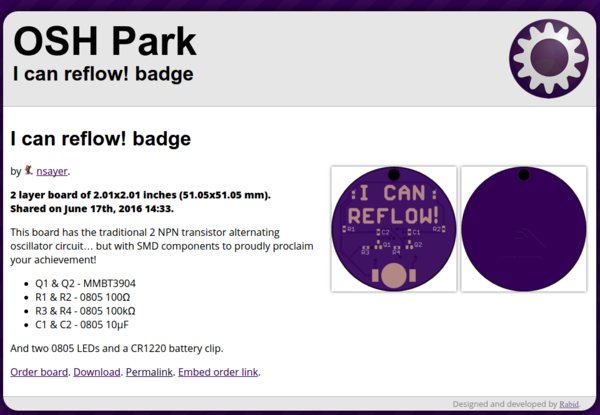 OSH Park
I can reflow! badge
I can reflow! badge
by nsayer.
2 layer board of 2.01x2.01 inches (51.05x51.05 mm).
Shared on June 17th, 2016 14:33.
This board has the traditional 2 NPN transistor alternating
oscillator circuit… but with SMD components to proudly proclaim
your achievement!
• Q1 & Q2 - MMBT3904
• R1 & R2 - 0805 100Ω
• R3 & R4 - 0805 100kΩ
• C1 & C2 - 0805 10µF
And two 0805 LEDs and a CR1220 battery clip.
Order board. Download. Permalink. Embed order link.
I CAN
REFLOW!
R1 C2 C1 R2
Q1 Q2
R3 R4
Designed and developed by Rabid.